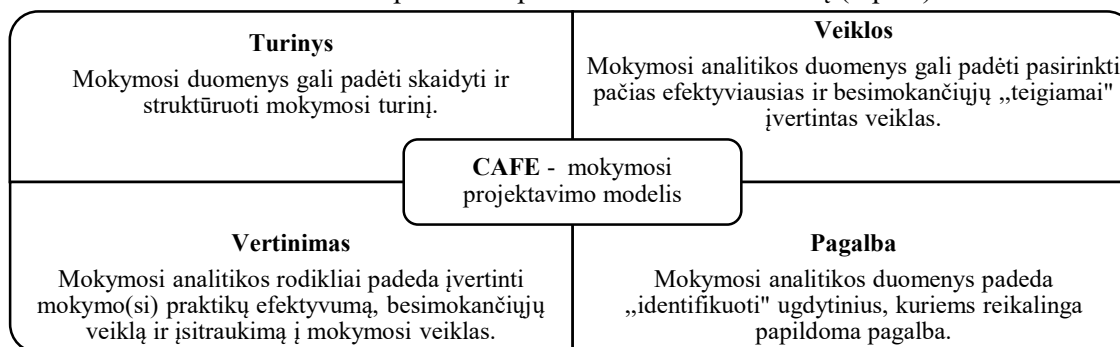 Turinys
Mokymosi duomenys gali padėti skaidyti ir
struktūruoti mokymosi turinį.
Veiklos
Mokymosi analitikos duomenys gali padėti pasirinkti
pačias efektyviausias ir besimokančiųjų „teigiamai"
įvertintas veiklas.
CAFE - mokymosi
projektavimo modelis
Vertinimas
Mokymosi analitikos rodikliai padeda įvertinti
mokymo(si) praktikų efektyvumą, besimokančiųjų
veiklą ir įsitraukimą į mokymosi veiklas.
Pagalba
Mokymosi analitikos duomenys padeda
„identifikuoti" ugdytinius, kuriems reikalinga
papildoma pagalba.